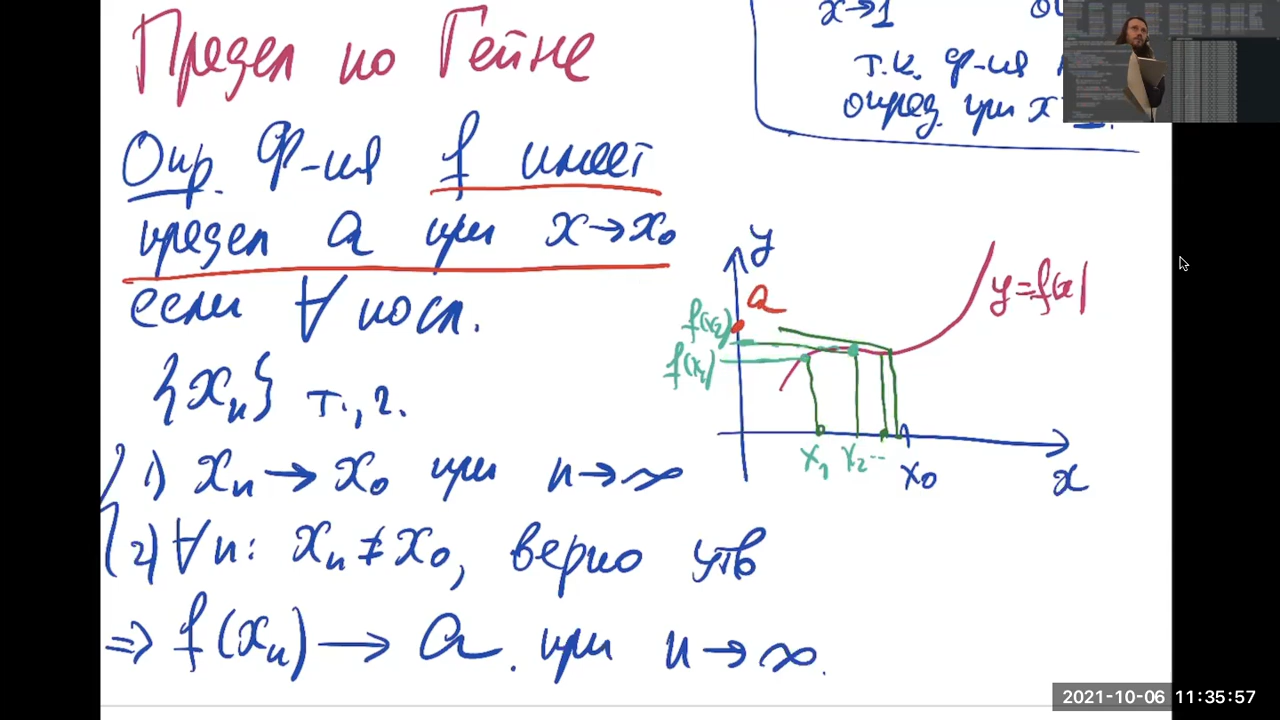 Предел по Гейне
Опр. Ф-ия f имеет
предел a при x→x₀
если ∀ посл.
{xₙ} т., ч.
1) xₙ → x₀ при n→∞
2) ∀n: xₙ ≠ x₀, верно утв
⇒ f(xₙ) → a. при n→∞.
x→1
т.к. ф-ия
опред. при x
y
a
y=f(x)
f(x₂)
f(x₁)
x₁ x₂ ...
x₀
x
2021-10-06 11:35:57